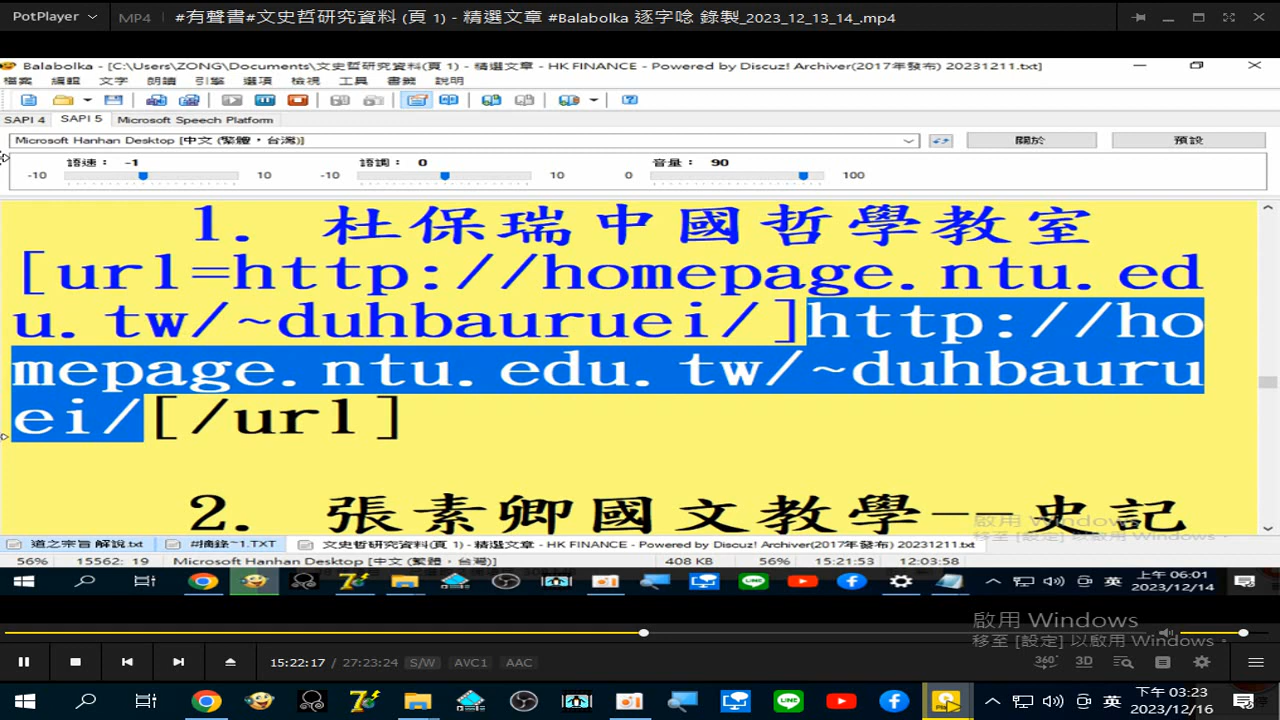 PotPlayer MP4 #有聲書#文史哲研究資料 (頁 1) - 精選文章 #Balabolka 逐字唸 錄製_2023_12_13_14_.mp4
Balabolka - [C:\Users\ZONG\Documents\文史哲研究資料(頁 1) - 精選文章 - HK FINANCE - Powered by Discuz! Archiver(2017年發布) 20231211.txt]
檔案 編輯 文字 朗讀 引擎 選項 檢視 工具 書籤 說明
SAPI 4 SAPI 5 Microsoft Speech Platform
Microsoft Hanhan Desktop [中文 (繁體，台灣)] 關於 預設
語速： -1 語調： 0 音量： 90
-10 10 -10 10 0 100
1. 杜保瑞中國哲學教室
[url=http://homepage.ntu.ed
u.tw/~duhbauruei/]http://ho
mepage.ntu.edu.tw/~duhbauru
ei/[/url]
2. 張素卿國文教學--史記
啟用 Windows
移至 [設定] 以啟用 Windows。
道之宗旨 解說.txt #摘錄~1.TXT 文史哲研究資料(頁 1) - 精選文章 - HK FINANCE - Powered by Discuz! Archiver(2017年發布) 20231211.txt
56% 15562: 19 Microsoft Hanhan Desktop [中文 (繁體，台灣)] 408 KB 56% 15:21:53 12:03:58
英 上午 06:01
2023/12/14
啟用 Windows
移至 [設定] 以啟用 Windows。
15:22:17 / 27:23:24 S/W AVC1 AAC 360° 3D
英 下午 03:23
2023/12/16